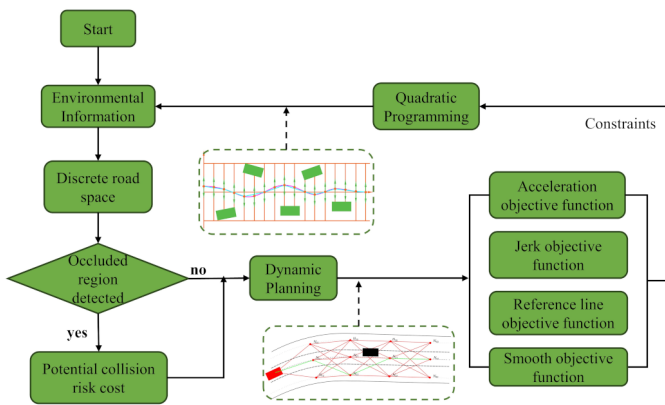 Start
Environmental
Information
Quadratic
Programming
Constraints
Discrete road
space
Acceleration
objective function
Occluded
region
detected
no
Dynamic
Planning
Jerk objective
function
Reference line
objective function
yes
Potential collision
risk cost
Smooth objective
function